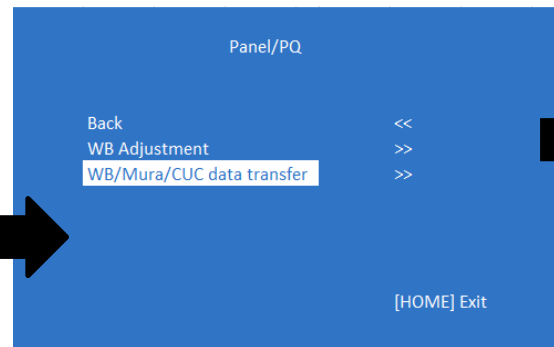 Panel/PQ
Back <<
WB Adjustment >>
WB/Mura/CUC data transfer >>
[HOME] Exit